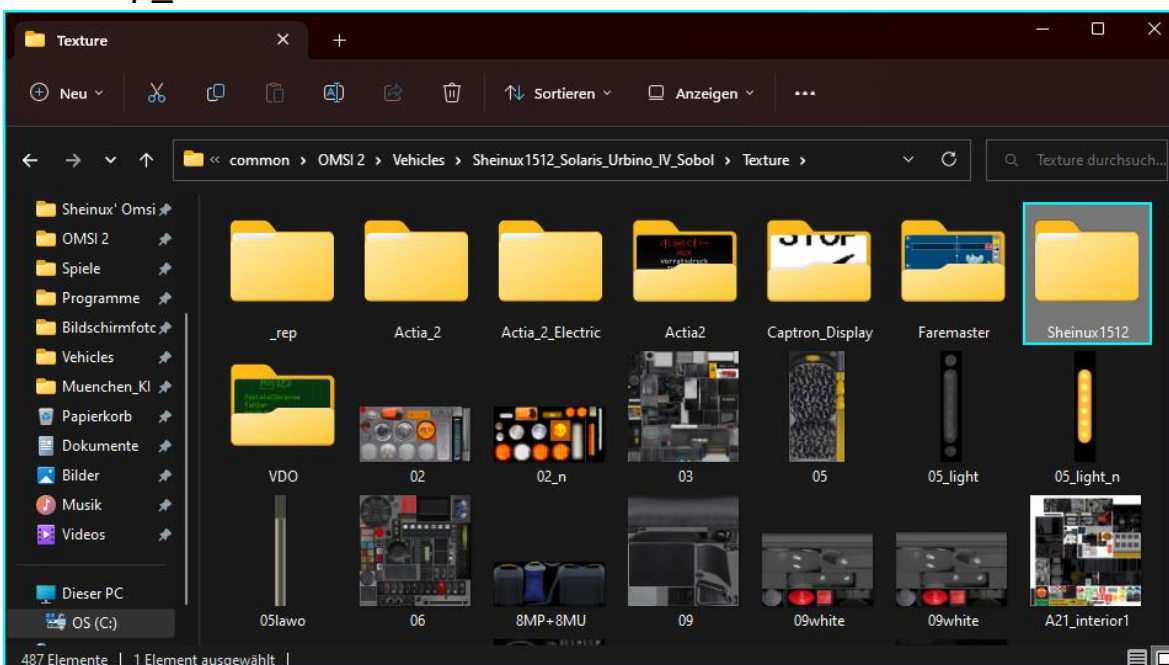 Texture
Neu
Sortieren
Anzeigen
« common > OMSI 2 > Vehicles > Sheinux1512_Solaris_Urbino_IV_Sobol > Texture >
Texture durchsuch...
Sheinux' Omsi
OMSI 2
Spiele
Programme
Bildschirmfotc
Vehicles
Muenchen_Kl
Papierkorb
Dokumente
Bilder
Musik
Videos
Dieser PC
OS (C:)
_rep
Actia_2
Actia_2_Electric
Actia2
Captron_Display
Faremaster
Sheinux1512
VDO
02
02_n
03
05
05_light
05_light_n
05lawo
06
8MP+8MU
09
09white
09white
A21_interior1
487 Elemente | 1 Element ausgewählt |